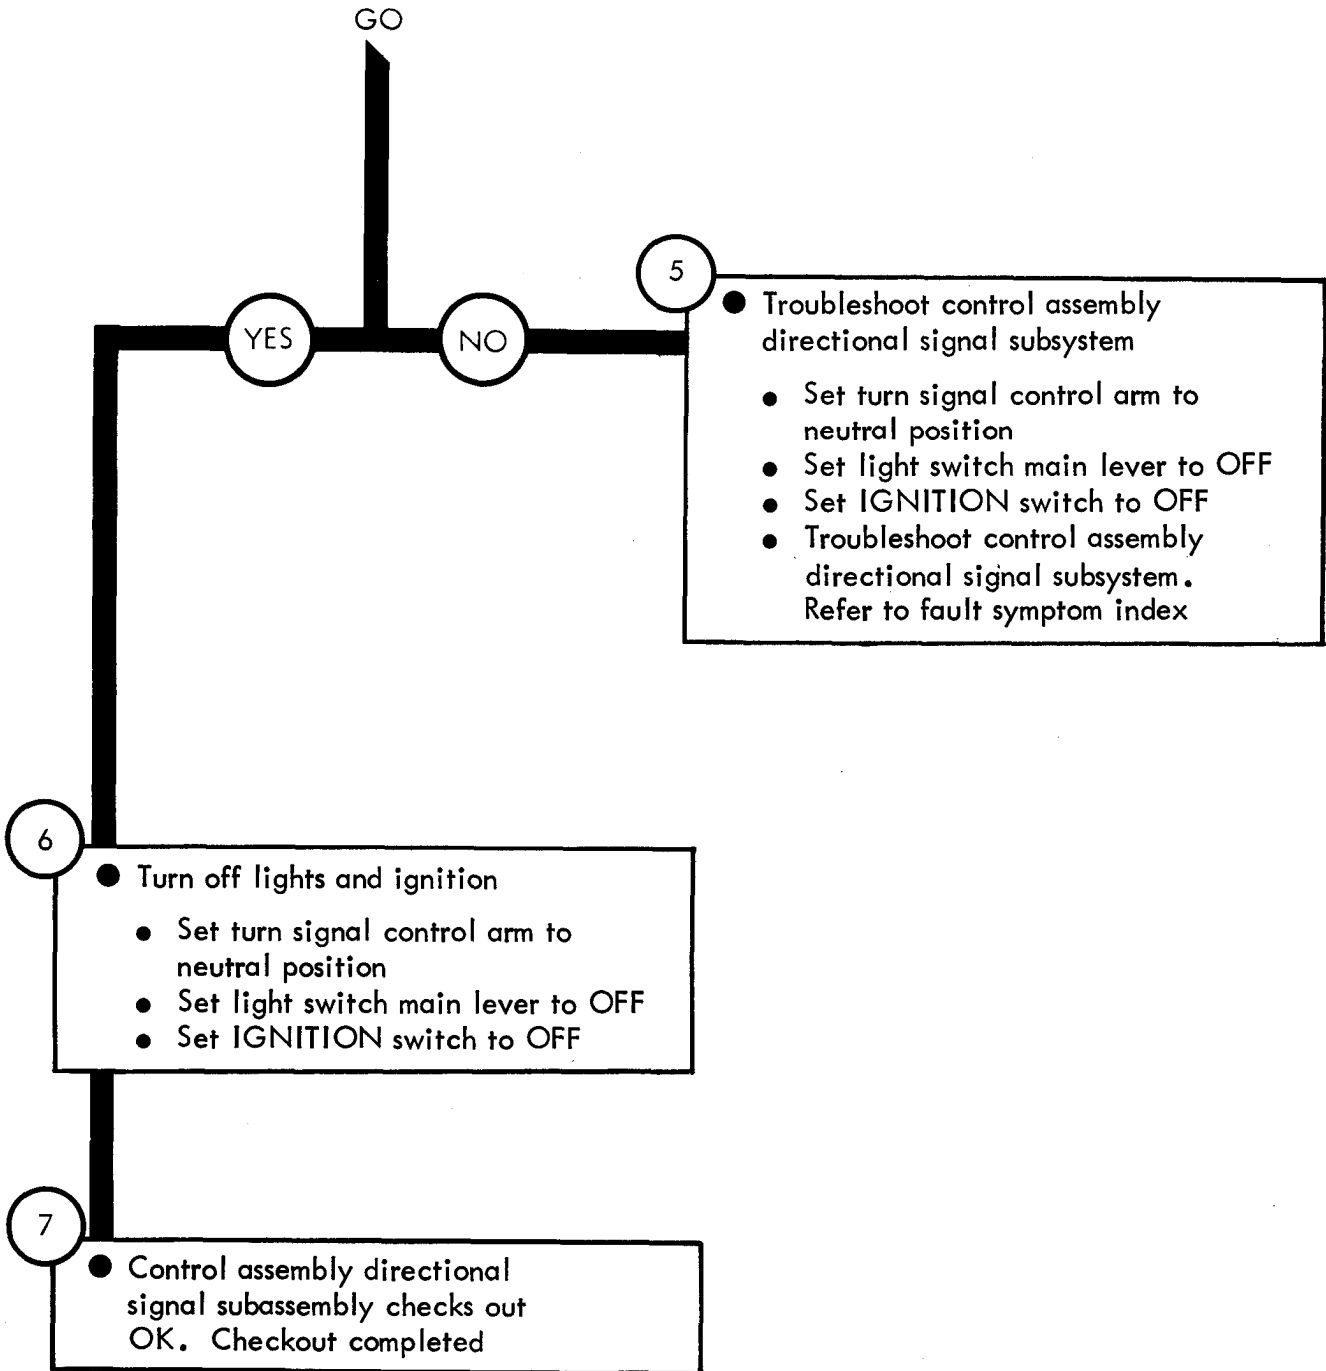 GO
YES
NO
5
● Troubleshoot control assembly
directional signal subsystem
● Set turn signal control arm to
neutral position
● Set light switch main lever to OFF
● Set IGNITION switch to OFF
● Troubleshoot control assembly
directional signal subsystem.
Refer to fault symptom index
6
● Turn off lights and ignition
● Set turn signal control arm to
neutral position
● Set light switch main lever to OFF
● Set IGNITION switch to OFF
7
● Control assembly directional
signal subassembly checks out
OK. Checkout completed